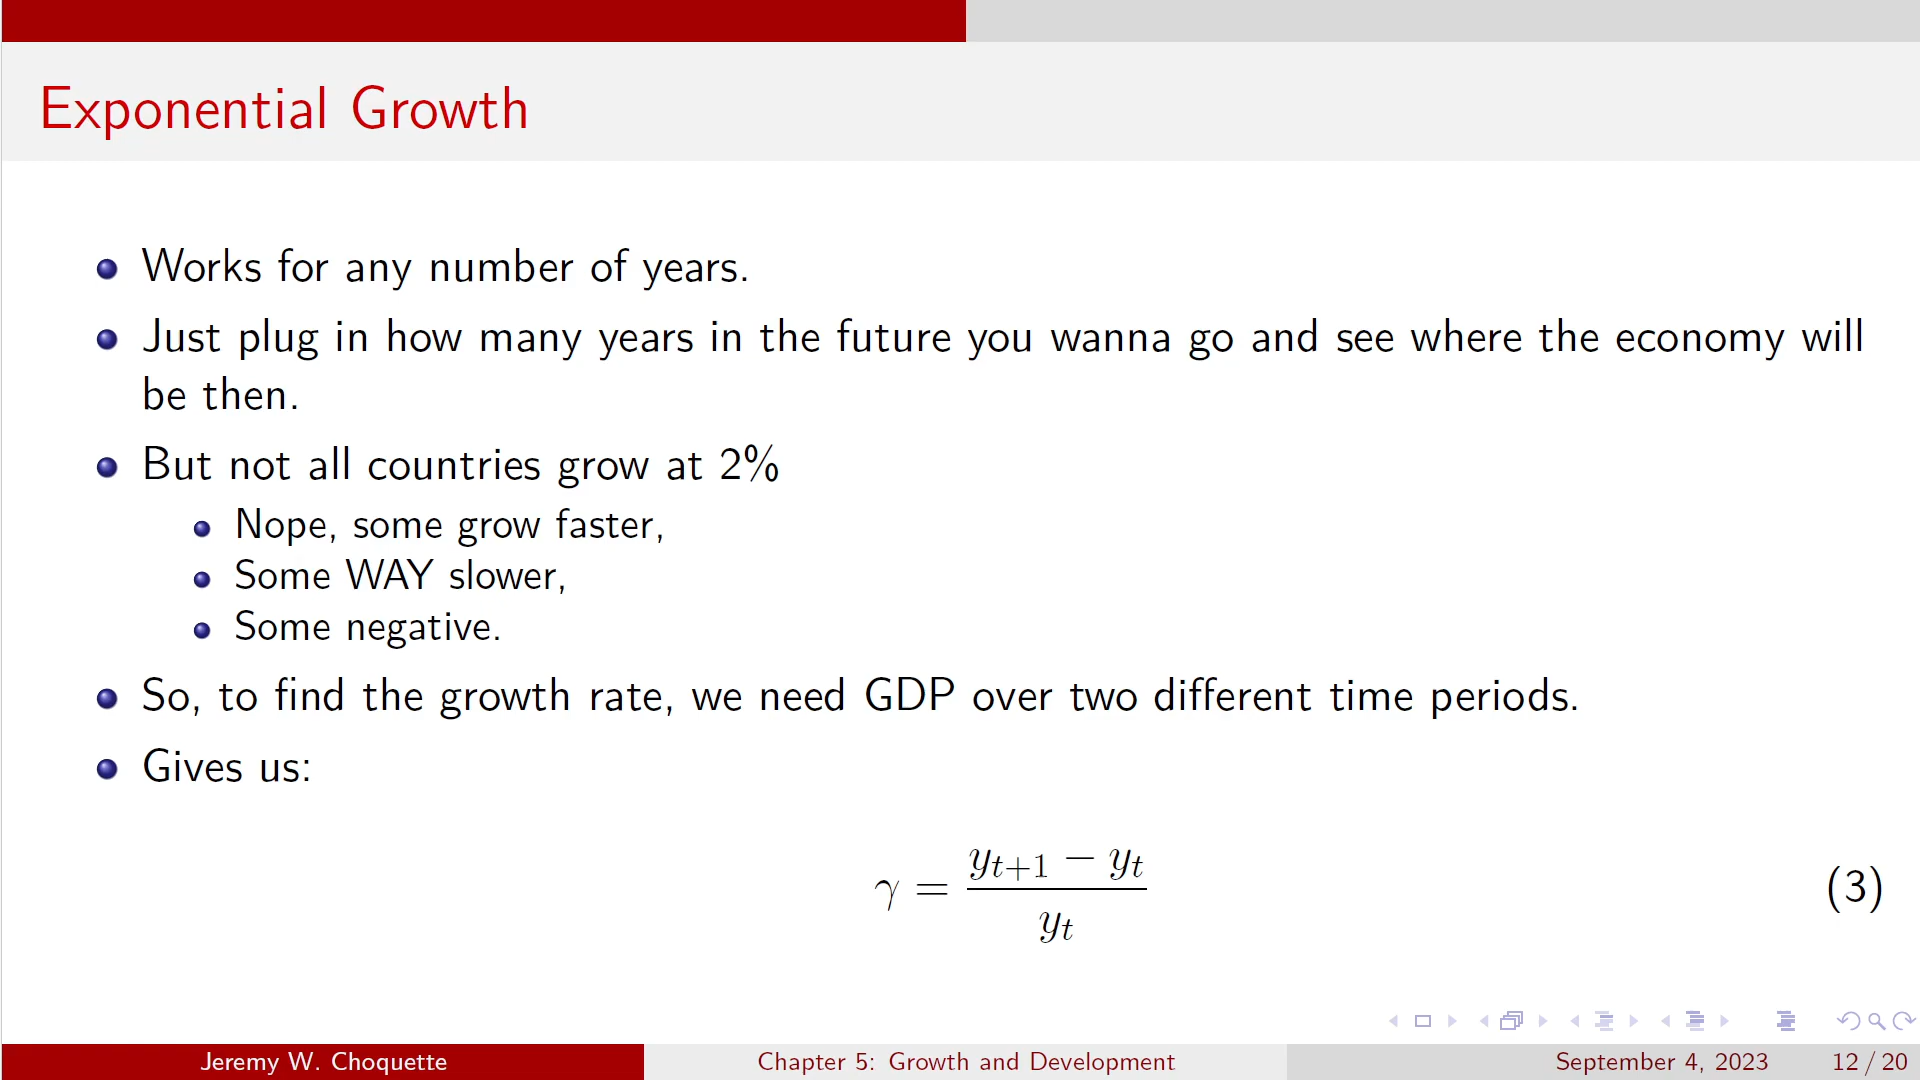 Exponential Growth
Works for any number of years.
Just plug in how many years in the future you wanna go and see where the economy will
be then.
But not all countries grow at 2%
Nope, some grow faster,
Some WAY slower,
Some negative.
So, to find the growth rate, we need GDP over two different time periods.
Gives us:
γ = \frac{y_{t+1} − y_t}{y_t} (3)
Jeremy W. Choquette Chapter 5: Growth and Development September 4, 2023 12 / 20